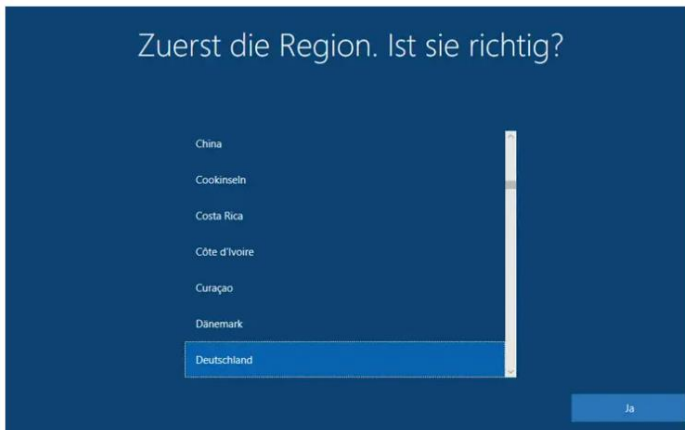 Zuerst die Region. Ist sie richtig?
China
Cookinseln
Costa Rica
Côte d'Ivoire
Curaçao
Dänemark
Deutschland
Ja